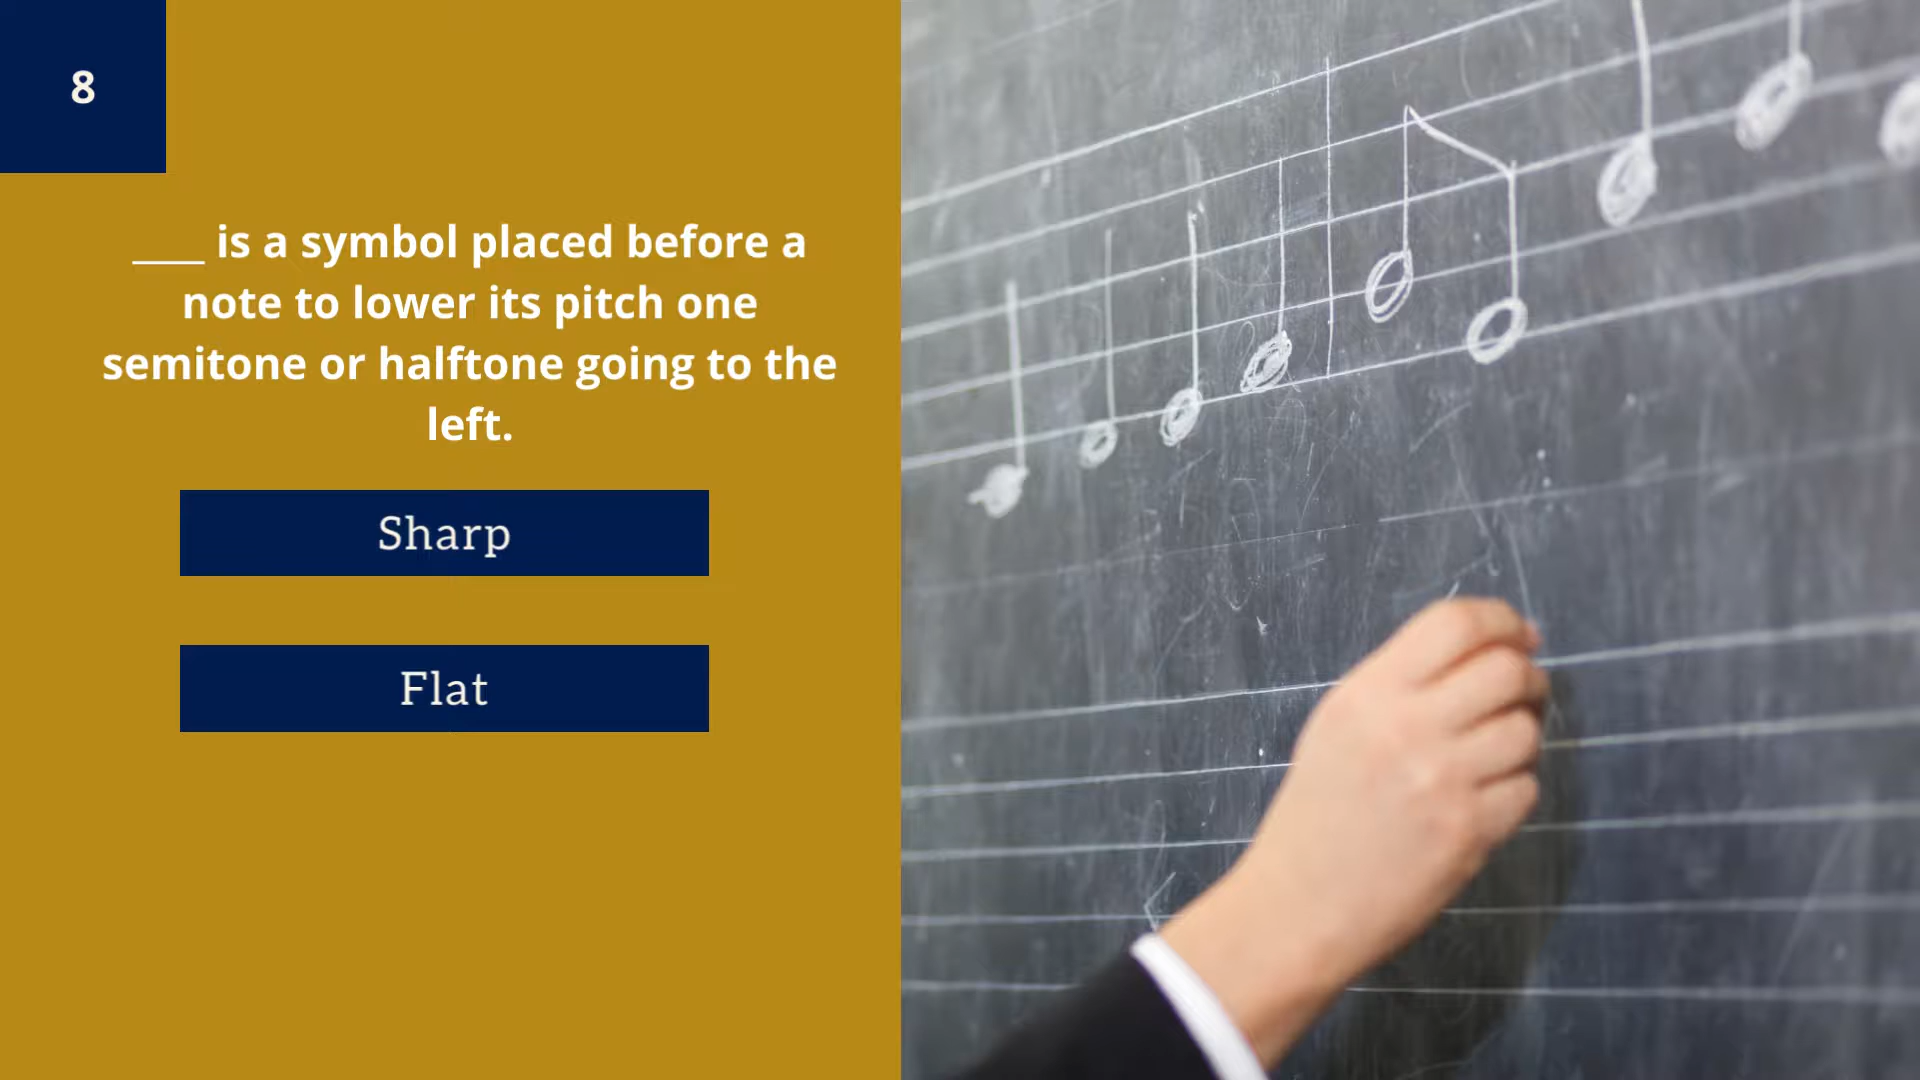 8
____ is a symbol placed before a
note to lower its pitch one
semitone or halftone going to the
left.
Sharp
Flat